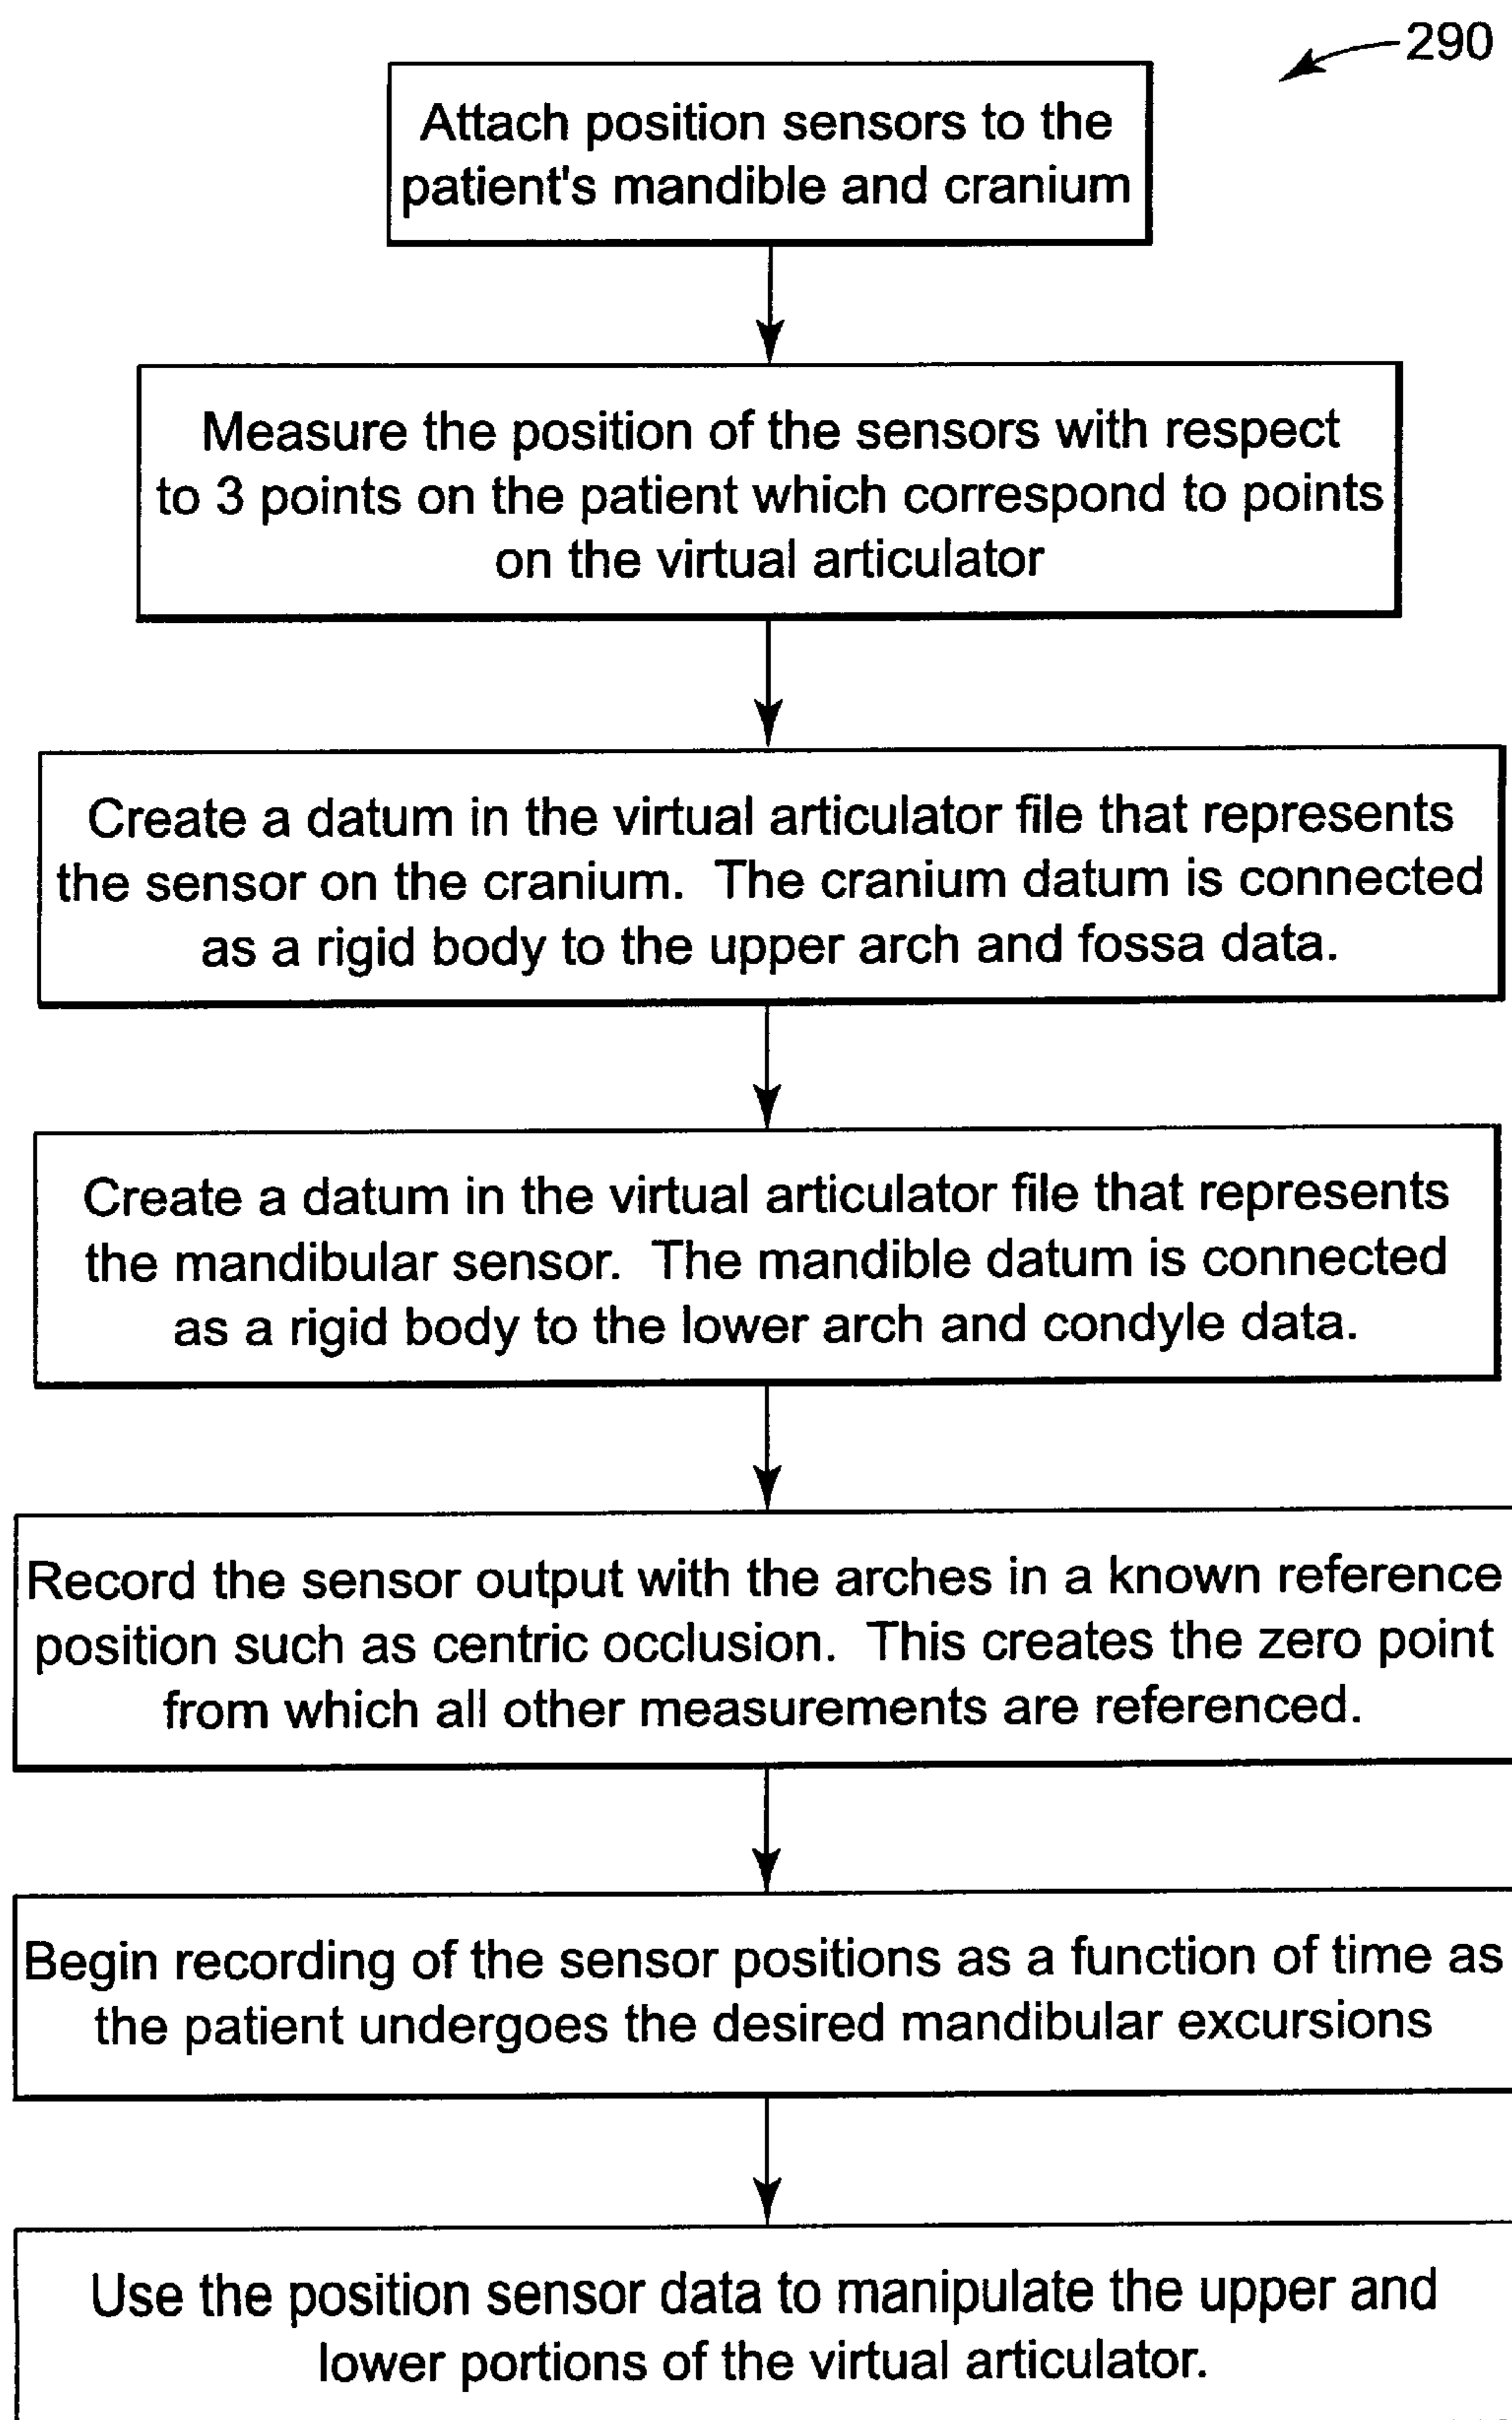 290
Attach position sensors to the
patient's mandible and cranium
Measure the position of the sensors with respect
to 3 points on the patient which correspond to points
on the virtual articulator
Create a datum in the virtual articulator file that represents
the sensor on the cranium. The cranium datum is connected
as a rigid body to the upper arch and fossa data.
Create a datum in the virtual articulator file that represents
the mandibular sensor. The mandible datum is connected
as a rigid body to the lower arch and condyle data.
Record the sensor output with the arches in a known reference
position such as centric occlusion. This creates the zero point
from which all other measurements are referenced.
Begin recording of the sensor positions as a function of time as
the patient undergoes the desired mandibular excursions
Use the position sensor data to manipulate the upper and
lower portions of the virtual articulator.